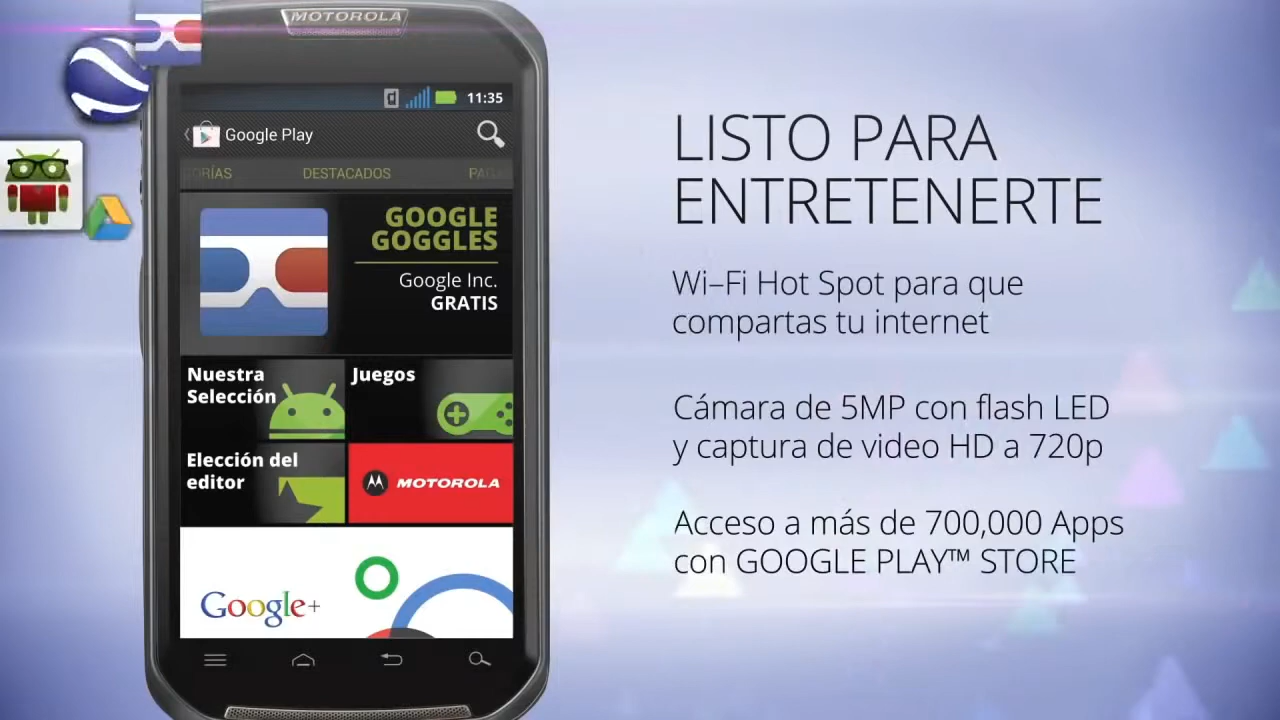 MOTOROLA
11:35
Google Play
DESTACADOS
GOOGLE
GOGGLES
Google Inc.
GRATIS
Nuestra
Selección
Juegos
Elección del
editor
MOTOROLA
Google+
LISTO PARA
ENTRETENERTE
Wi–Fi Hot Spot para que
compartas tu internet
Cámara de 5MP con flash LED
y captura de video HD a 720p
Acceso a más de 700,000 Apps
con GOOGLE PLAY™ STORE